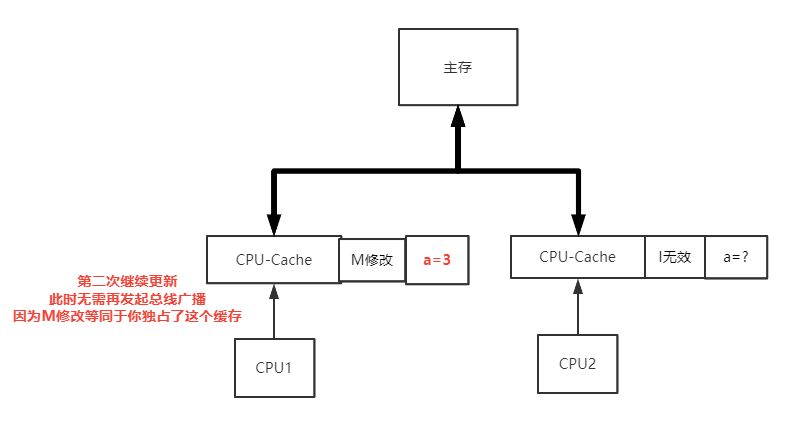 主存
CPU-Cache
M修改
a=3
CPU-Cache
I无效
a=?
第二次继续更新
此时无需再发起总线广播
因为M修改等同于你独占了这个缓存
CPU1
CPU2